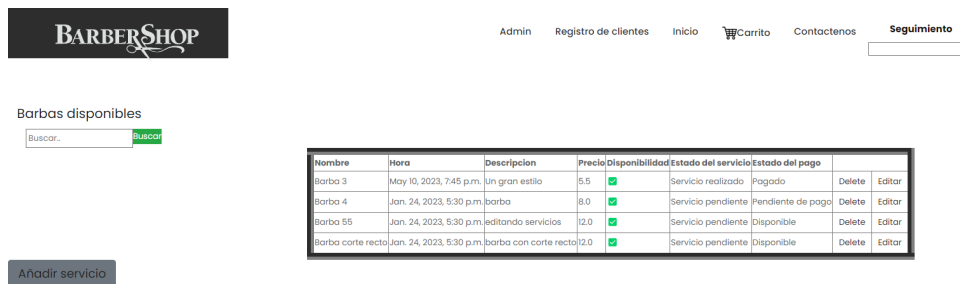 BARBERSHOP
Admin Registro de clientes Inicio Carrito Contactenos Seguimiento
Barbas disponibles
Buscar.. Buscar
Nombre Hora Descripcion Precio Disponibilidad Estado del servicio Estado del pago
Barba 3 May 10, 2023, 7:45 p.m. Un gran estilo 5.5 Servicio realizado Pagado Delete Editar
Barba 4 Jan. 24, 2023, 5:30 p.m. barba 8.0 Servicio pendiente Pendiente de pago Delete Editar
Barba 55 Jan. 24, 2023, 5:30 p.m. editando servicios 12.0 Servicio pendiente Disponible Delete Editar
Barba corte recto Jan. 24, 2023, 5:30 p.m. barba con corte recto 12.0 Servicio pendiente Disponible Delete Editar
Añadir servicio